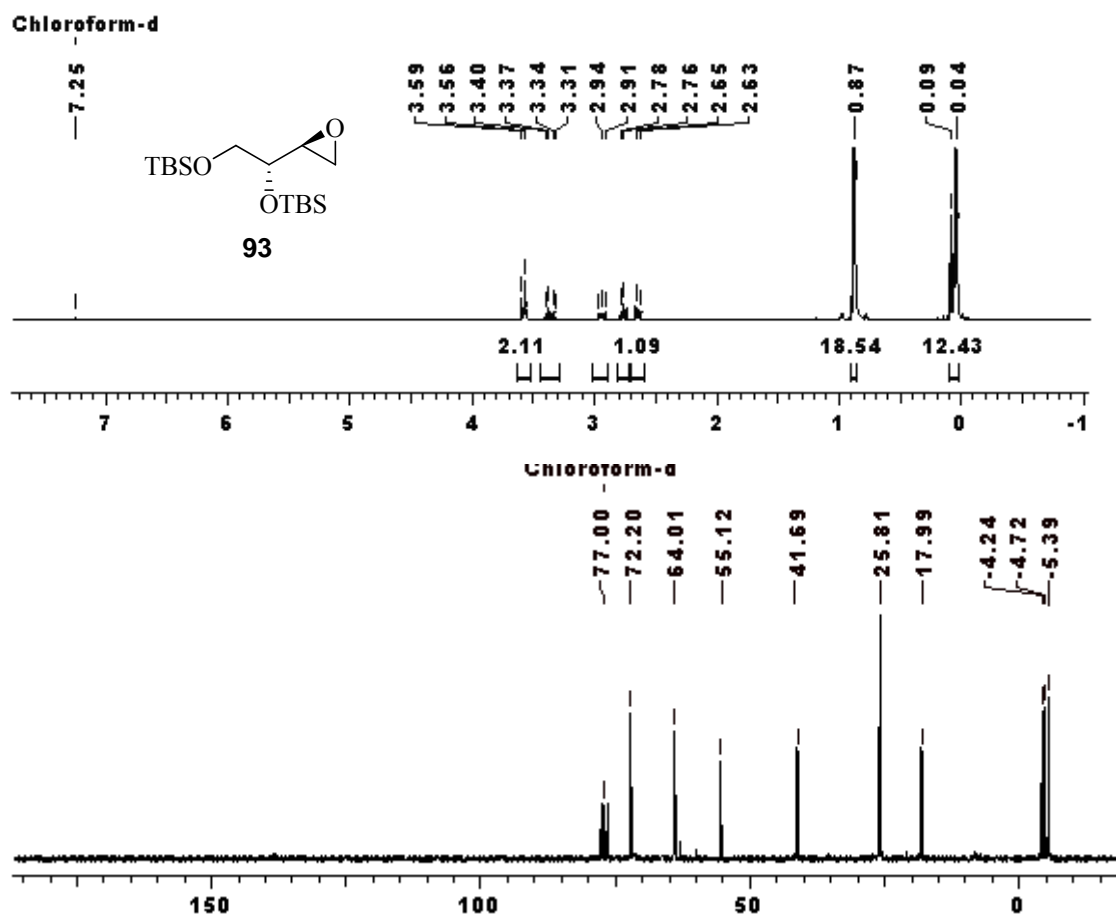 Chloroform-d
7.25 3.59 3.56 3.40 3.37 3.34 3.31 2.94 2.91 2.78 2.76 2.65 2.63 0.87 0.09 0.04
O
TBSO
OTBS
93
2.11 1.09 18.54 12.43
7 6 5 4 3 2 1 0 -1
Chloroform-d
77.00 72.20 64.01 55.12 41.69 25.81 17.99 -4.24 -4.72 -5.39
150 100 50 0